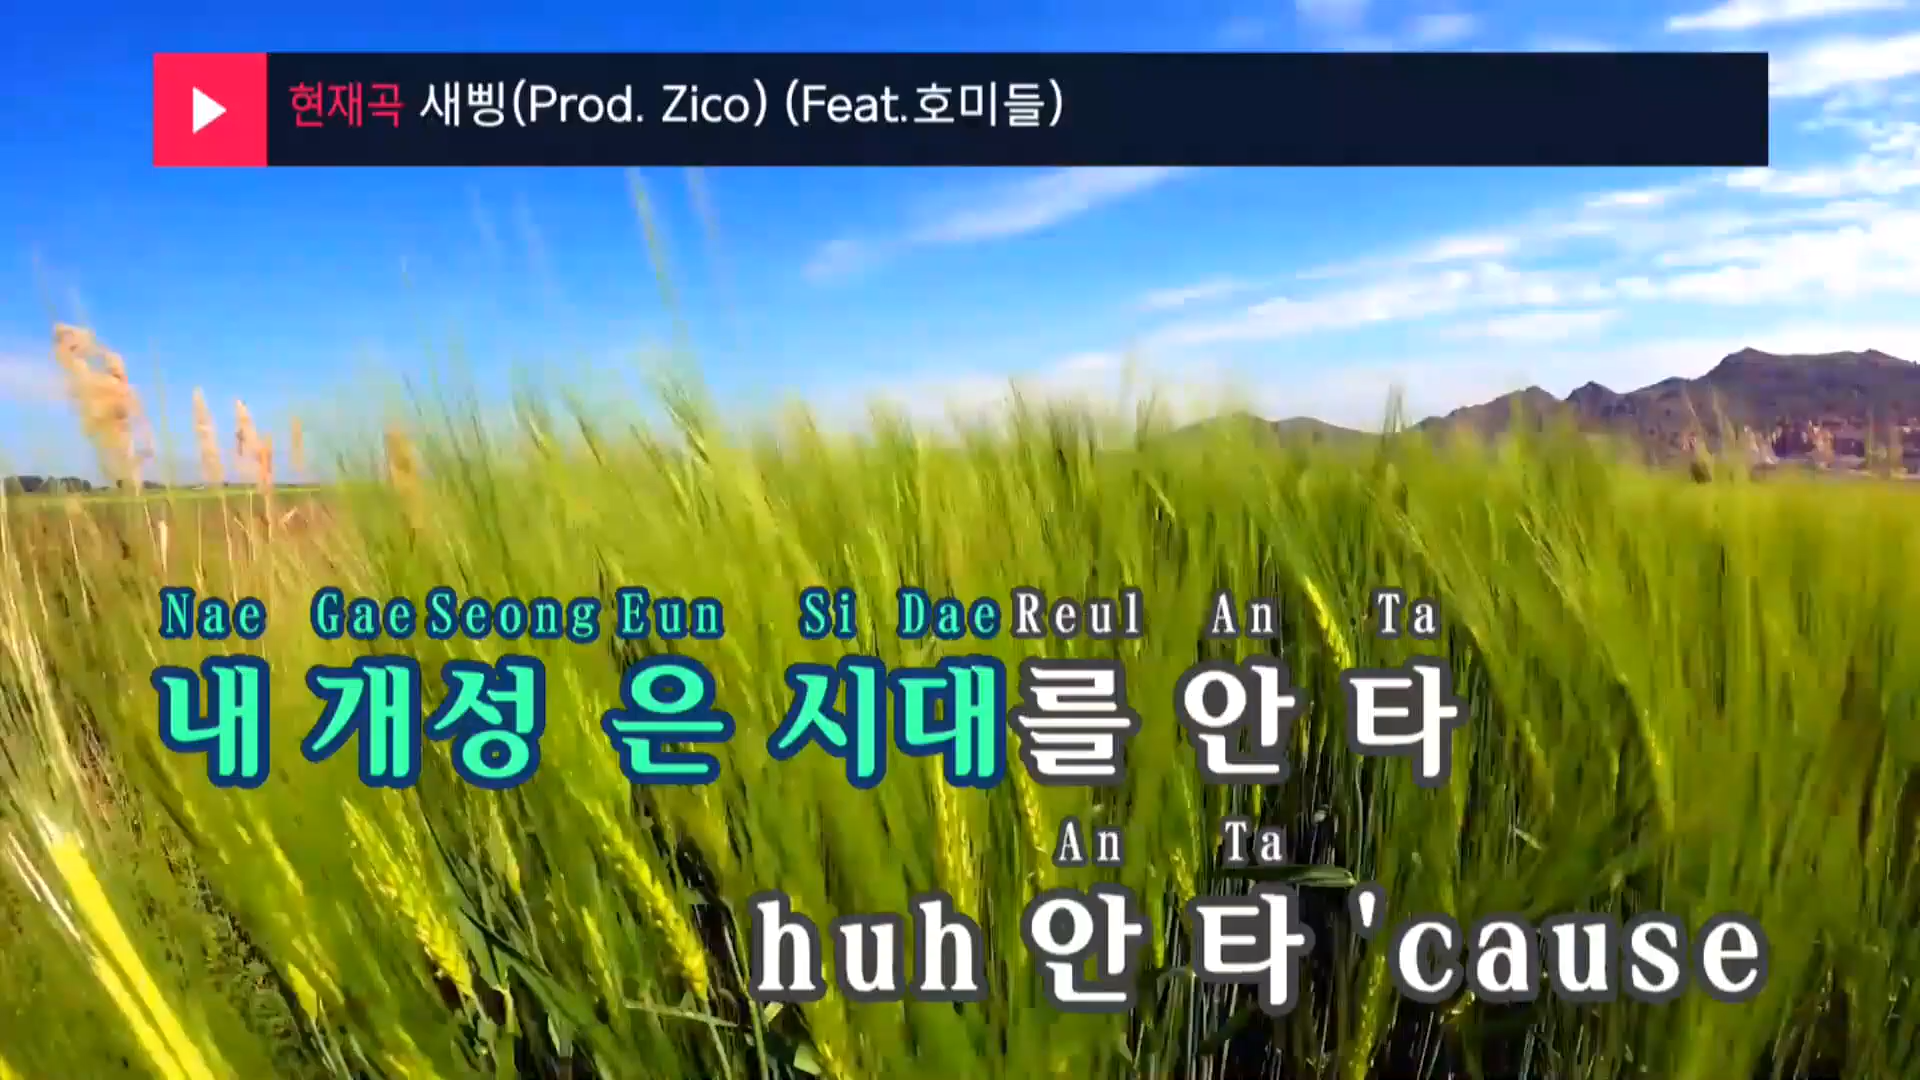 현재곡 새삥(Prod. Zico) (Feat.호미들)
Nae Gae Seong Eun Si Dae Reul An Ta
내 개성 은 시대를 안 타
An Ta
huh 안 타 'cause